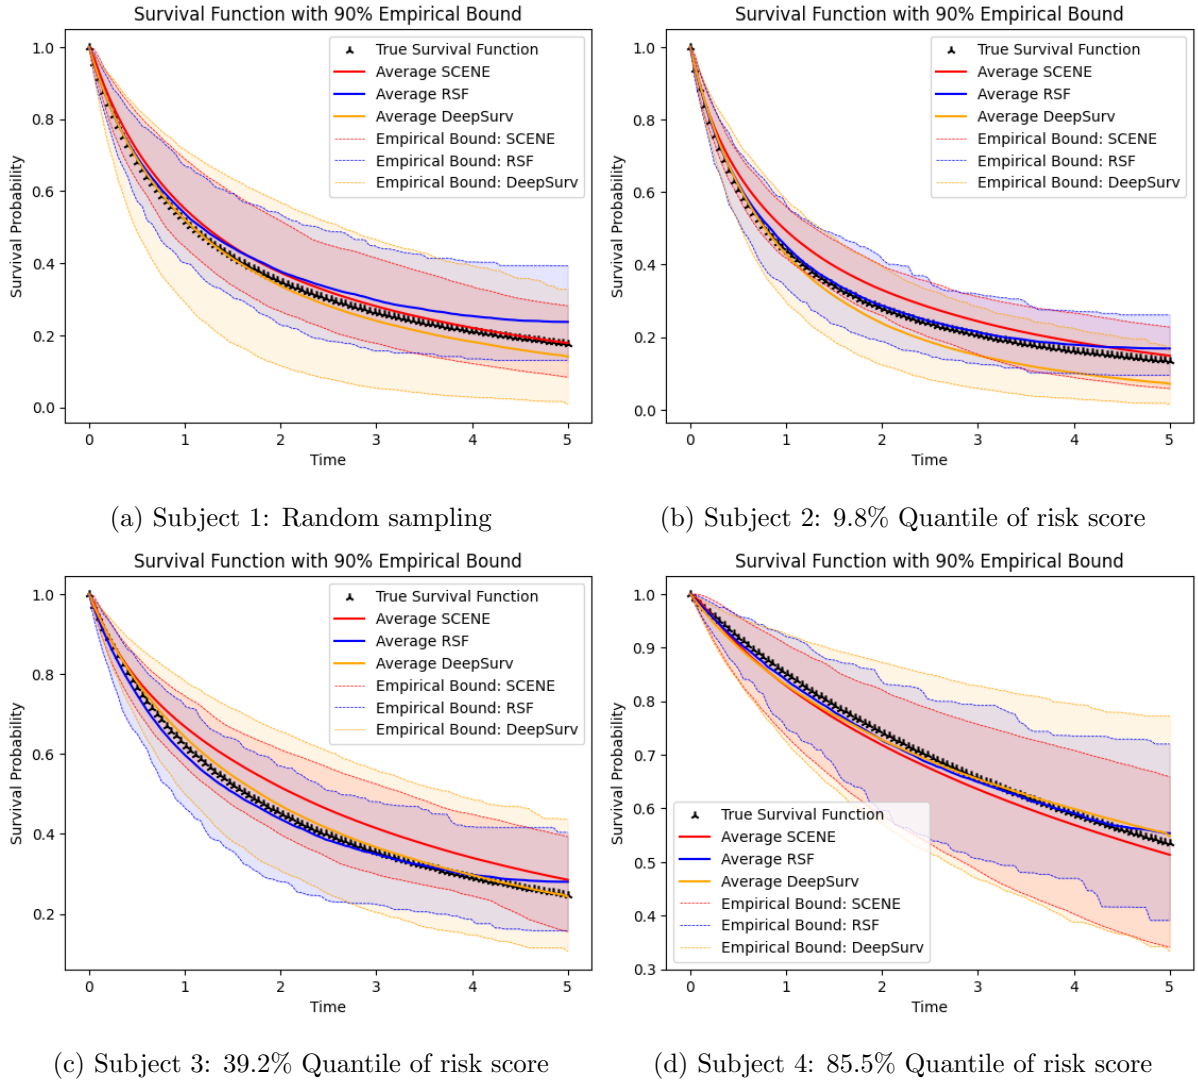 Survival Function with 90% Empirical Bound
Survival Probability
1.0
0.8
0.6
0.4
0.2
0.0
True Survival Function
Average SCENE
Average RSF
Average DeepSurv
Empirical Bound: SCENE
Empirical Bound: RSF
Empirical Bound: DeepSurv
0 1 2 3 4 5
Time
(a) Subject 1: Random sampling
Survival Function with 90% Empirical Bound
Survival Probability
1.0
0.8
0.6
0.4
0.2
0.0
True Survival Function
Average SCENE
Average RSF
Average DeepSurv
Empirical Bound: SCENE
Empirical Bound: RSF
Empirical Bound: DeepSurv
0 1 2 3 4 5
Time
(b) Subject 2: 9.8% Quantile of risk score
Survival Function with 90% Empirical Bound
Survival Probability
1.0
0.8
0.6
0.4
0.2
True Survival Function
Average SCENE
Average RSF
Average DeepSurv
Empirical Bound: SCENE
Empirical Bound: RSF
Empirical Bound: DeepSurv
0 1 2 3 4 5
Time
(c) Subject 3: 39.2% Quantile of risk score
Survival Function with 90% Empirical Bound
Survival Probability
1.0
0.9
0.8
0.7
0.6
0.5
0.4
0.3
True Survival Function
Average SCENE
Average RSF
Average DeepSurv
Empirical Bound: SCENE
Empirical Bound: RSF
Empirical Bound: DeepSurv
0 1 2 3 4 5
Time
(d) Subject 4: 85.5% Quantile of risk score